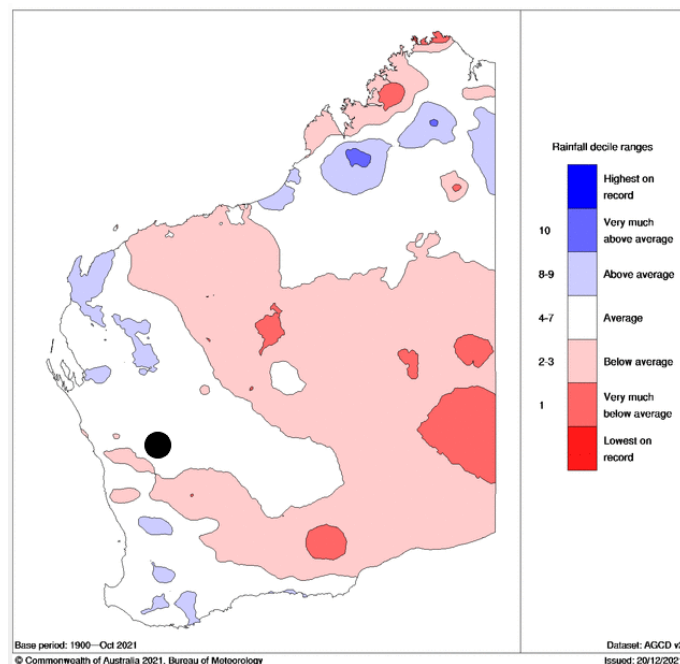 Rainfall decile ranges
Highest on
record
10
Very much
above average
8-9
Above average
4-7
Average
2-3
Below average
1
Very much
below average
Lowest on
record
Base period: 1900—Oct 2021
Dataset: AGCD
© Commonwealth of Australia 2021, Bureau of Meteorology
Issued: